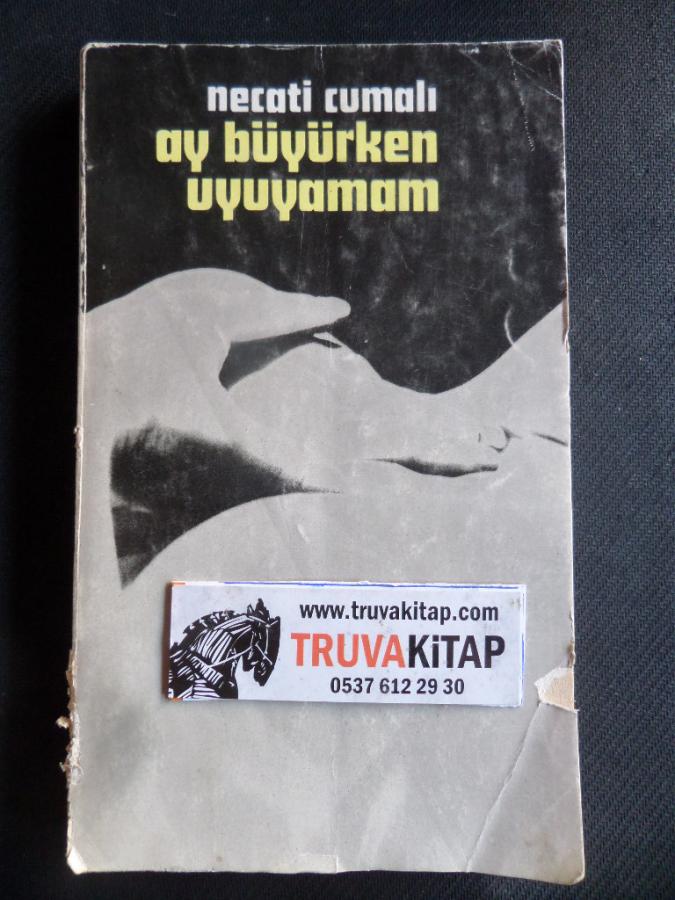 necati cumalı
ay büyürken
uyuyamam
www.truvakitap.com
TRUVAKiTAP
0537 612 29 30